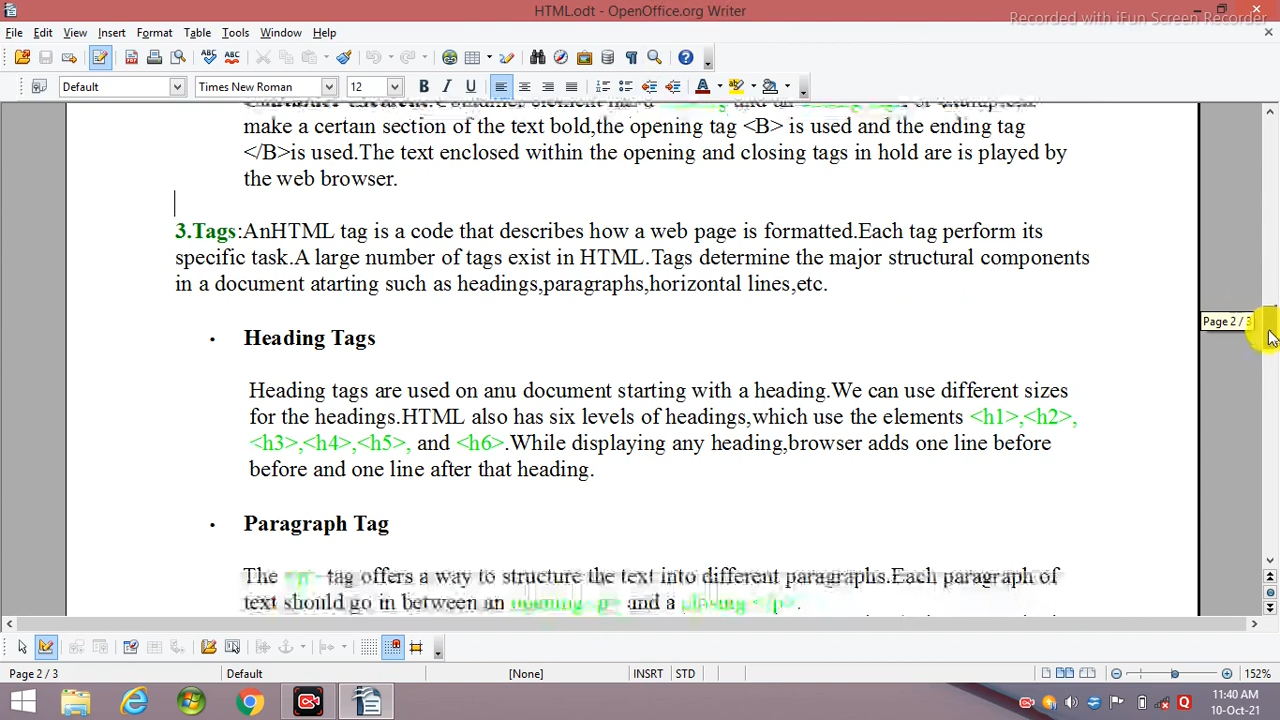 HTML.odt - OpenOffice.org Writer
Recorded with iFun Screen Recorder
File Edit View Insert Format Table Tools Window Help
Default Times New Roman 12
make a certain section of the text bold,the opening tag <B> is used and the ending tag
</B>is used.The text enclosed within the opening and closing tags in hold are is played by
the web browser.
3.Tags:AnHTML tag is a code that describes how a web page is formatted.Each tag perform its
specific task.A large number of tags exist in HTML.Tags determine the major structural components
in a document atarting such as headings,paragraphs,horizontal lines,etc.
Page 2 / 3
• Heading Tags
Heading tags are used on anu document starting with a heading.We can use different sizes
for the headings.HTML also has six levels of headings,which use the elements <h1>,<h2>,
<h3>,<h4>,<h5>, and <h6>.While displaying any heading,browser adds one line before
before and one line after that heading.
• Paragraph Tag
The tag offers a way to structure the text into different paragraphs.Each paragraph of
text should go in between an opening <p> and a closing </p>.
Page 2 / 3 Default [None] INSRT STD 152%
11:40 AM
10-Oct-21